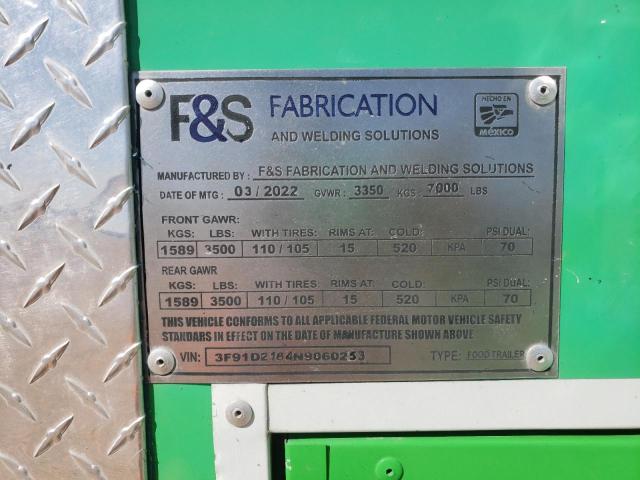 F&S FABRICATION
AND WELDING SOLUTIONS
HECHO EN
MÉXICO
MANUFACTURED BY: F&S FABRICATION AND WELDING SOLUTIONS
DATE OF MTG: 03/2022 GVWR: 3350 KGS: 7000 LBS
FRONT GAWR:
KGS: LBS: WITH TIRES: RIMS AT: COLD: PSI DUAL:
1589 3500 110 / 105 15 520 KPA 70
REAR GAWR
KGS: LBS: WITH TIRES: RIMS AT: COLD: PSI DUAL:
1589 3500 110 / 105 15 520 KPA 70
THIS VEHICLE CONFORMS TO ALL APPLICABLE FEDERAL MOTOR VEHICLE SAFETY
STANDARS IN EFFECT ON THE DATE OF MANUFACTURE SHOWN ABOVE
VIN: 3F91D2164N9060253 TYPE: FOOD TRAILER